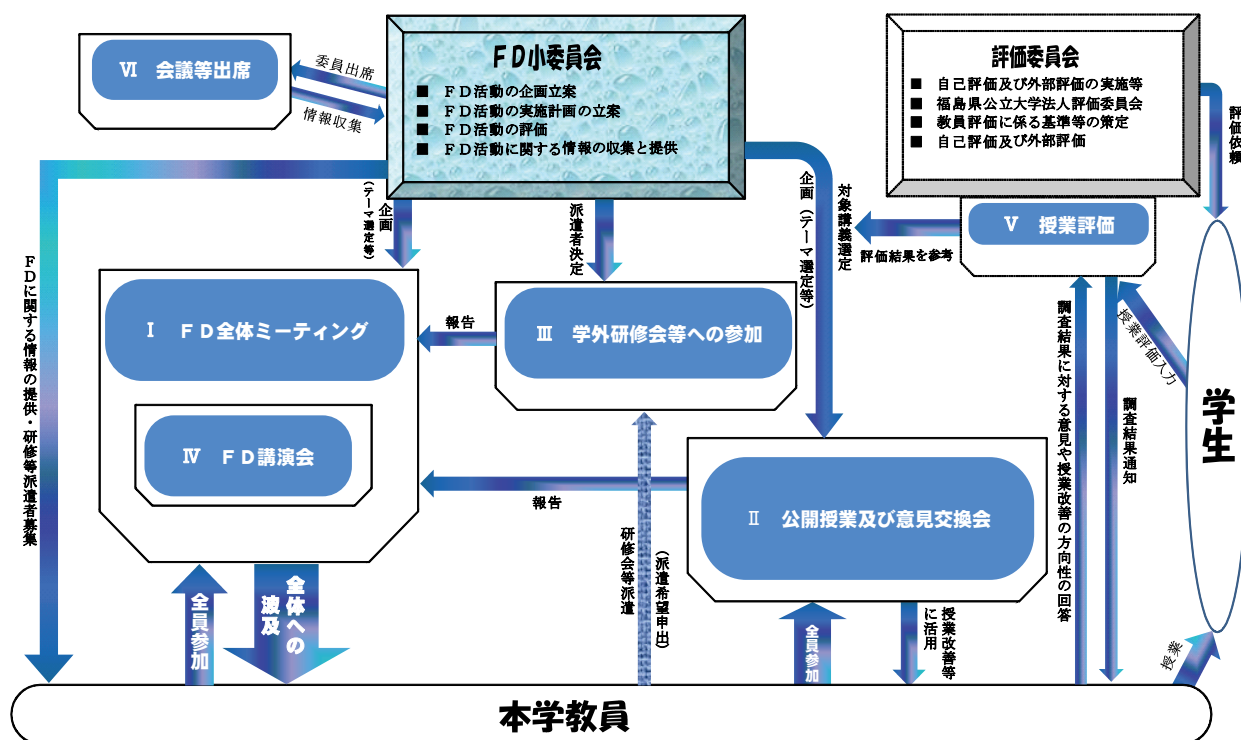 Ⅵ 会議等出席
委員出席
情報収集
ＦＤ小委員会
■ ＦＤ活動の企画立案
■ ＦＤ活動の実施計画の立案
■ ＦＤ活動の評価
■ ＦＤ活動に関する情報の収集と提供
評価委員会
■ 自己評価及び外部評価の実施等
■ 福島県公立大学法人評価委員会
■ 教員評価に係る基準等の策定
■ 自己評価及び外部評価
評価依頼
Ⅴ 授業評価
評価結果を参考
対象講義選定
企画（テーマ選定等）
派遣者決定
企画
（テーマ選定等）
ＦＤに関する情報の提供・研修等派遣者募集
Ⅰ ＦＤ全体ミーティング
報告
Ⅲ 学外研修会等への参加
Ⅳ ＦＤ講演会
報告
Ⅱ 公開授業及び意見交換会
調査結果に対する意見や授業改善の方向性の回答
調査結果通知
授業評価入力
学生
全員参加
全体への
波及
研修会等派遣
（派遣希望申出）
全員参加
授業改善等
に活用
授業
本学教員